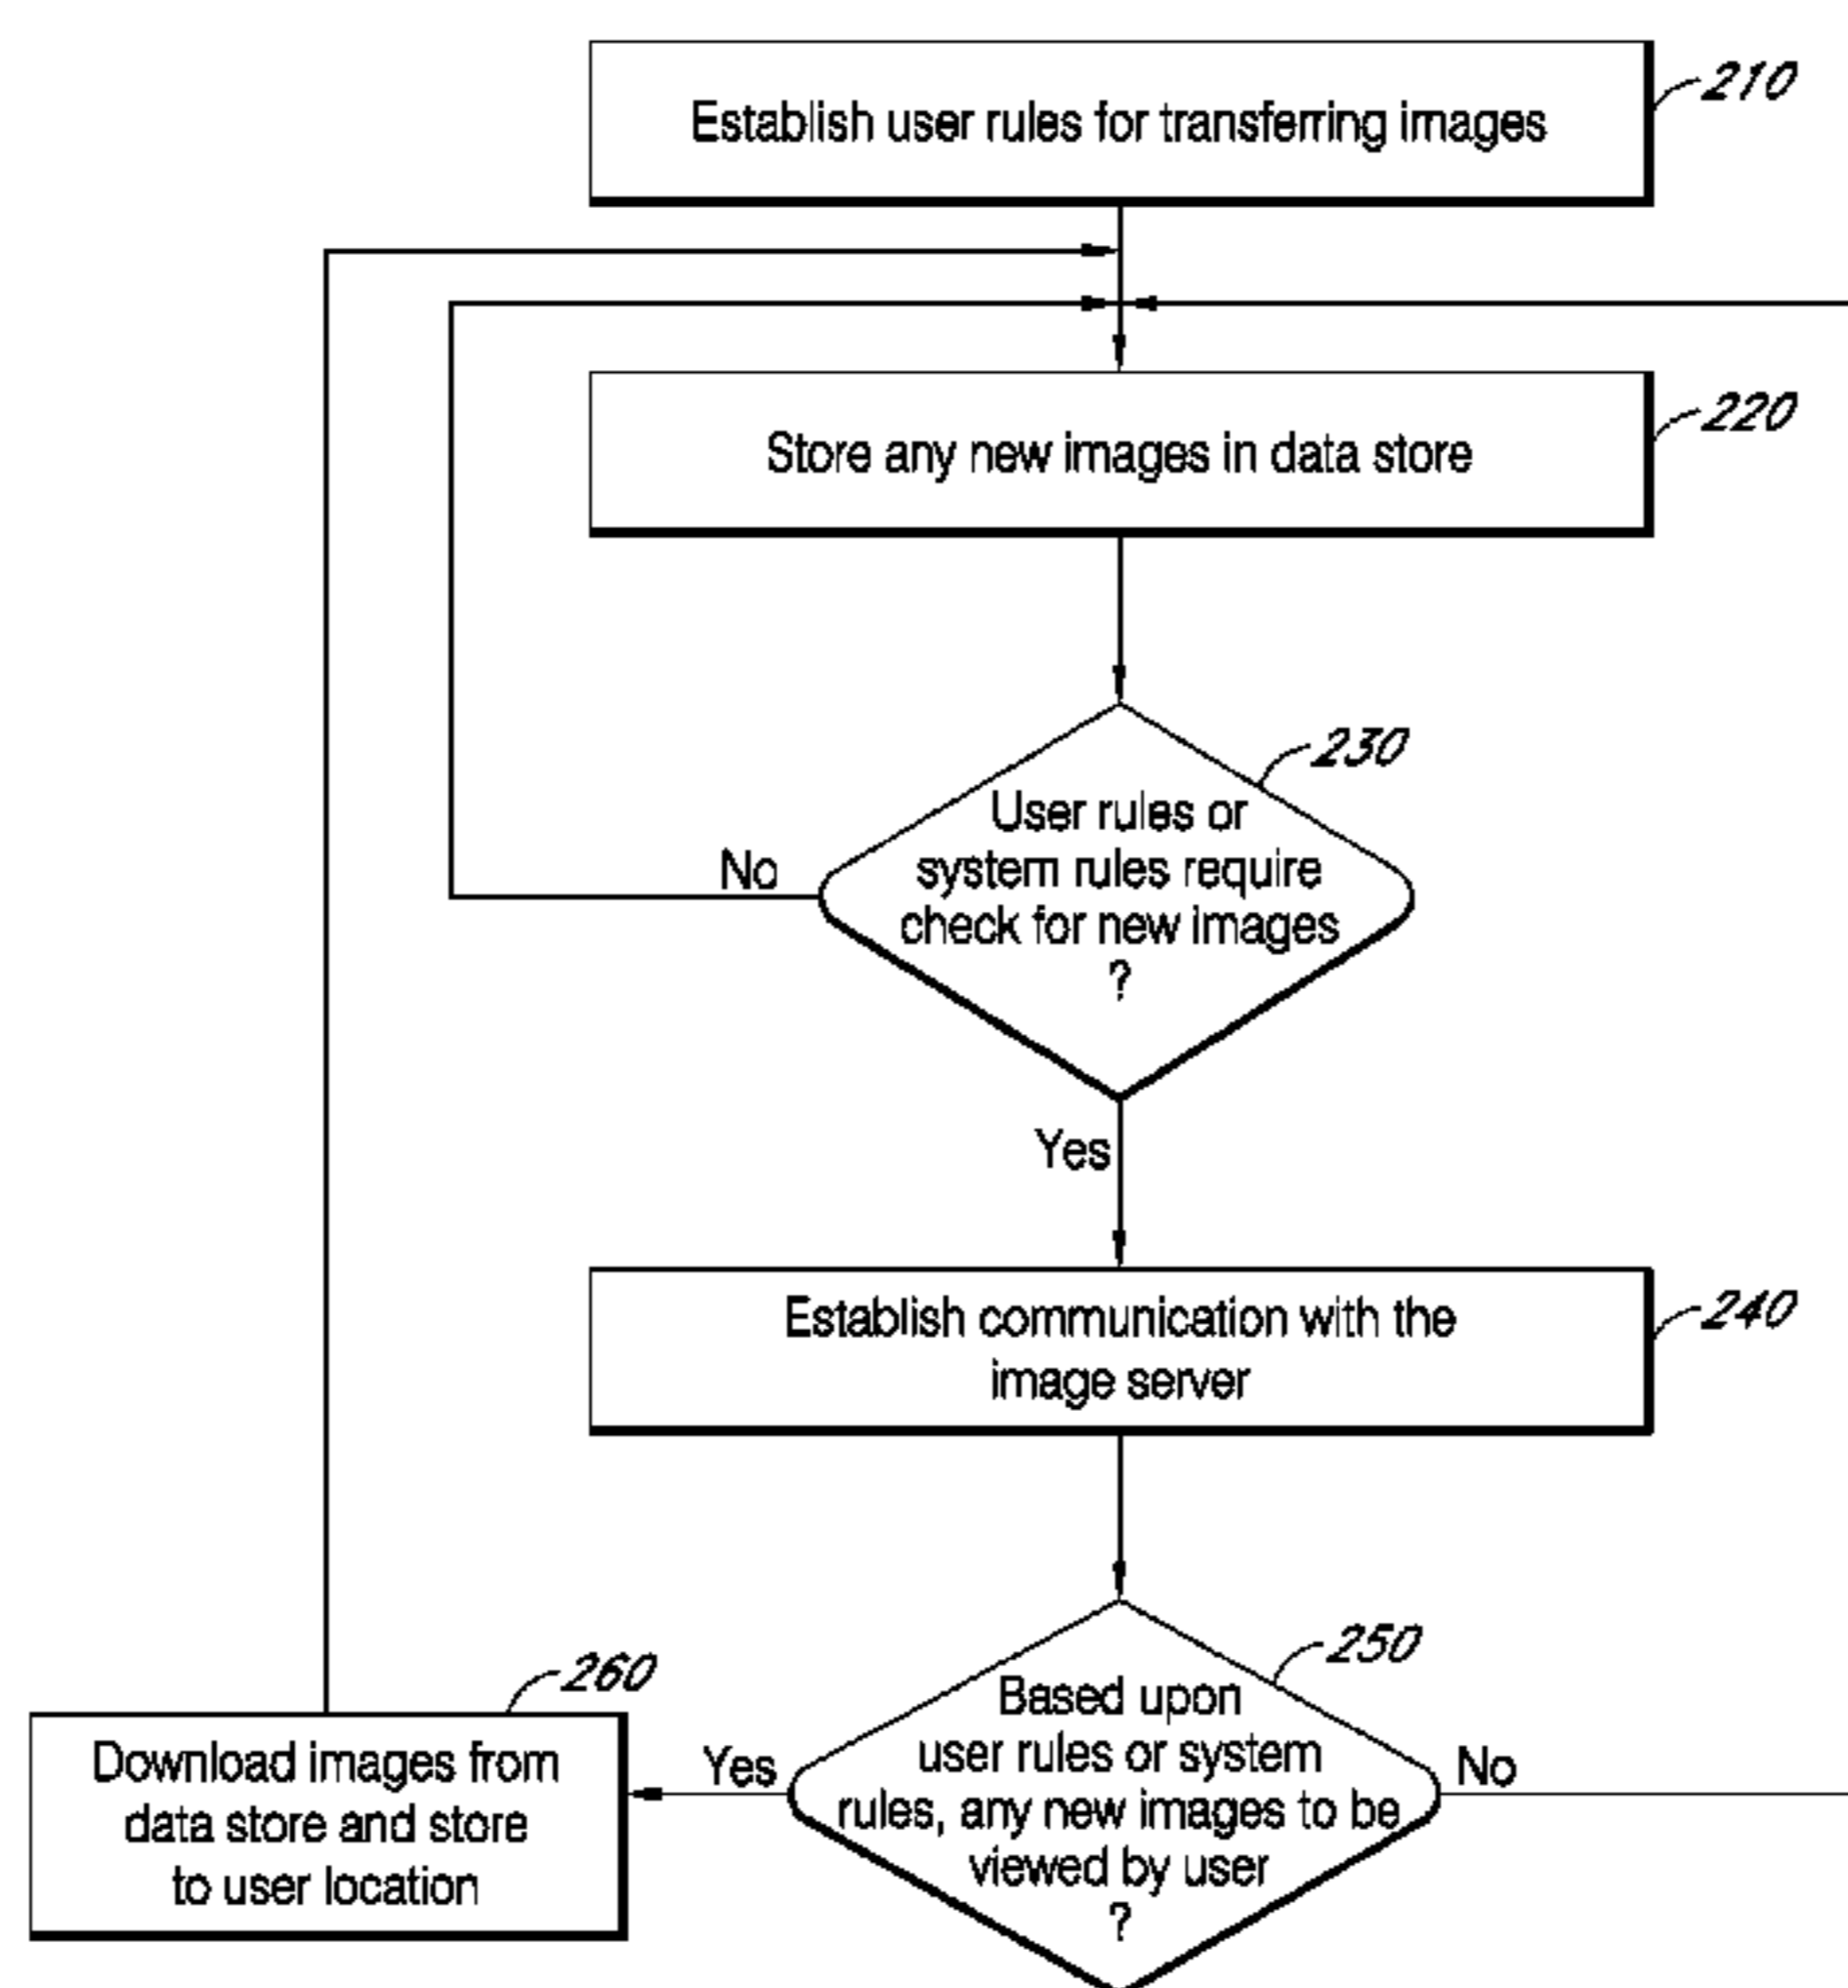 Establish user rules for transferring images
210
Store any new images in data store
220
230
User rules or
system rules require
check for new images
?
No
Yes
Establish communication with the
image server
240
250
Based upon
user rules or system
rules, any new images to be
viewed by user
?
Yes
No
260
Download images from
data store and store
to user location